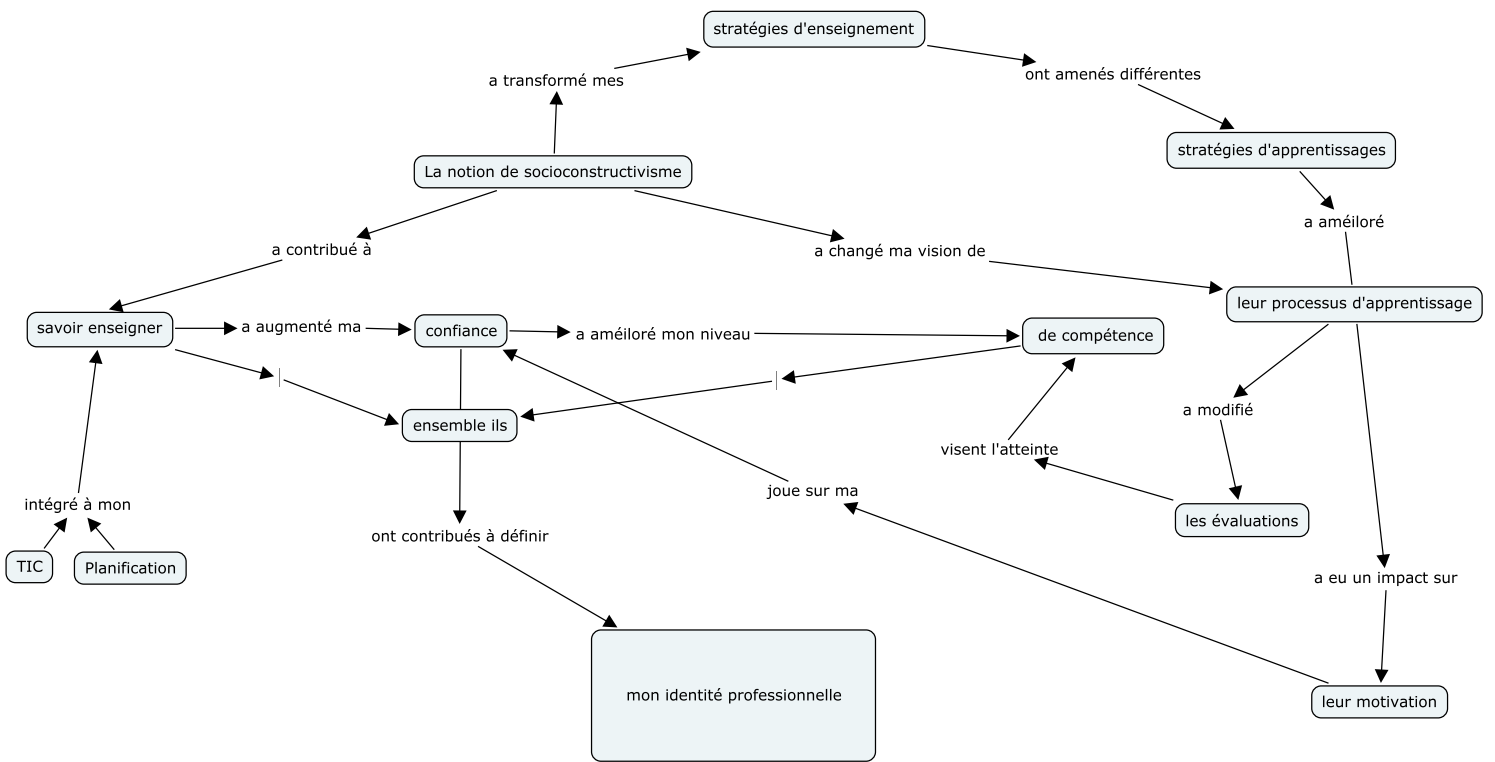 stratégies d'enseignement
a transformé mes
ont amenés différentes
stratégies d'apprentissages
La notion de socioconstructivisme
a améiloré
a contribué à
a changé ma vision de
leur processus d'apprentissage
savoir enseigner
a augmenté ma
confiance
a améiloré mon niveau
de compétence
a modifié
ensemble ils
visent l'atteinte
joue sur ma
intégré à mon
les évaluations
ont contribués à définir
TIC
Planification
a eu un impact sur
mon identité professionnelle
leur motivation